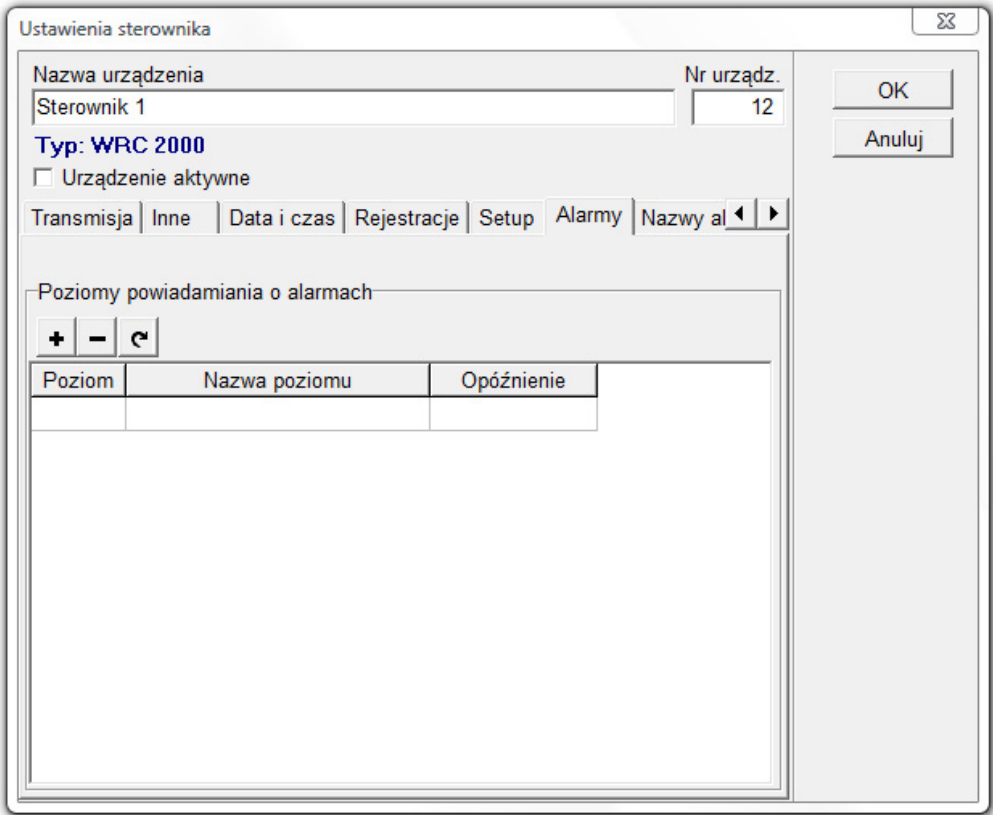 Ustawienia sterownika
Nazwa urządzenia Nr urządz.
Sterownik 1 12
OK
Anuluj
Typ: WRC 2000
Urządzenie aktywne
Transmisja Inne Data i czas Rejestracje Setup Alarmy Nazwy al
Poziomy powiadamiania o alarmach
Poziom Nazwa poziomu Opóźnienie